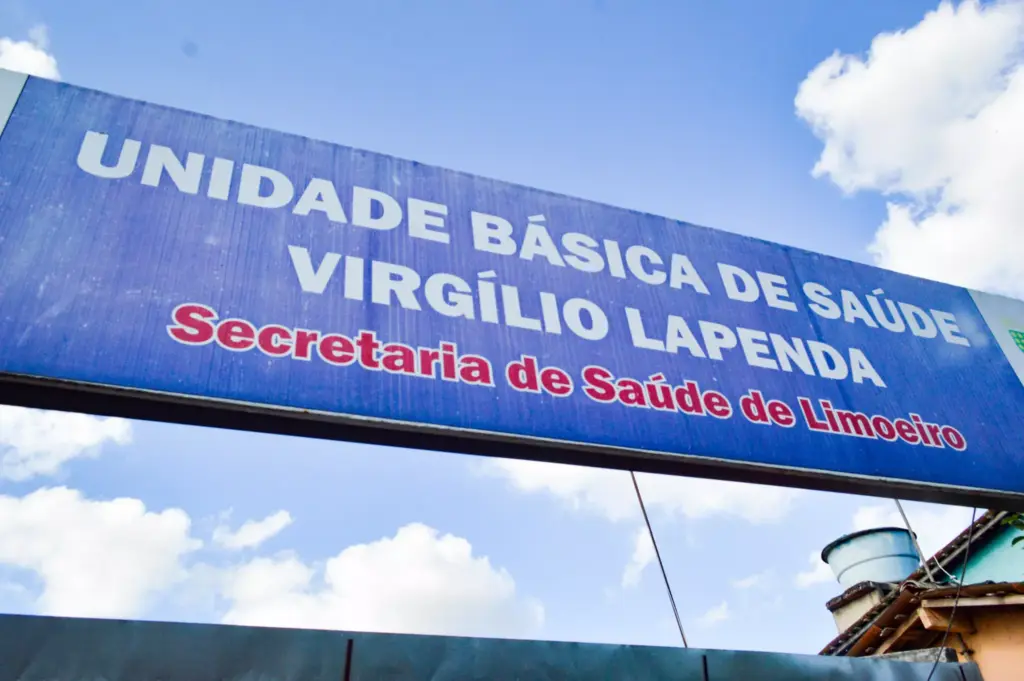 UNIDADE BÁSICA DE SAÚDE
VIRGÍLIO LAPENDA
Secretaria de Saúde de Limoeiro